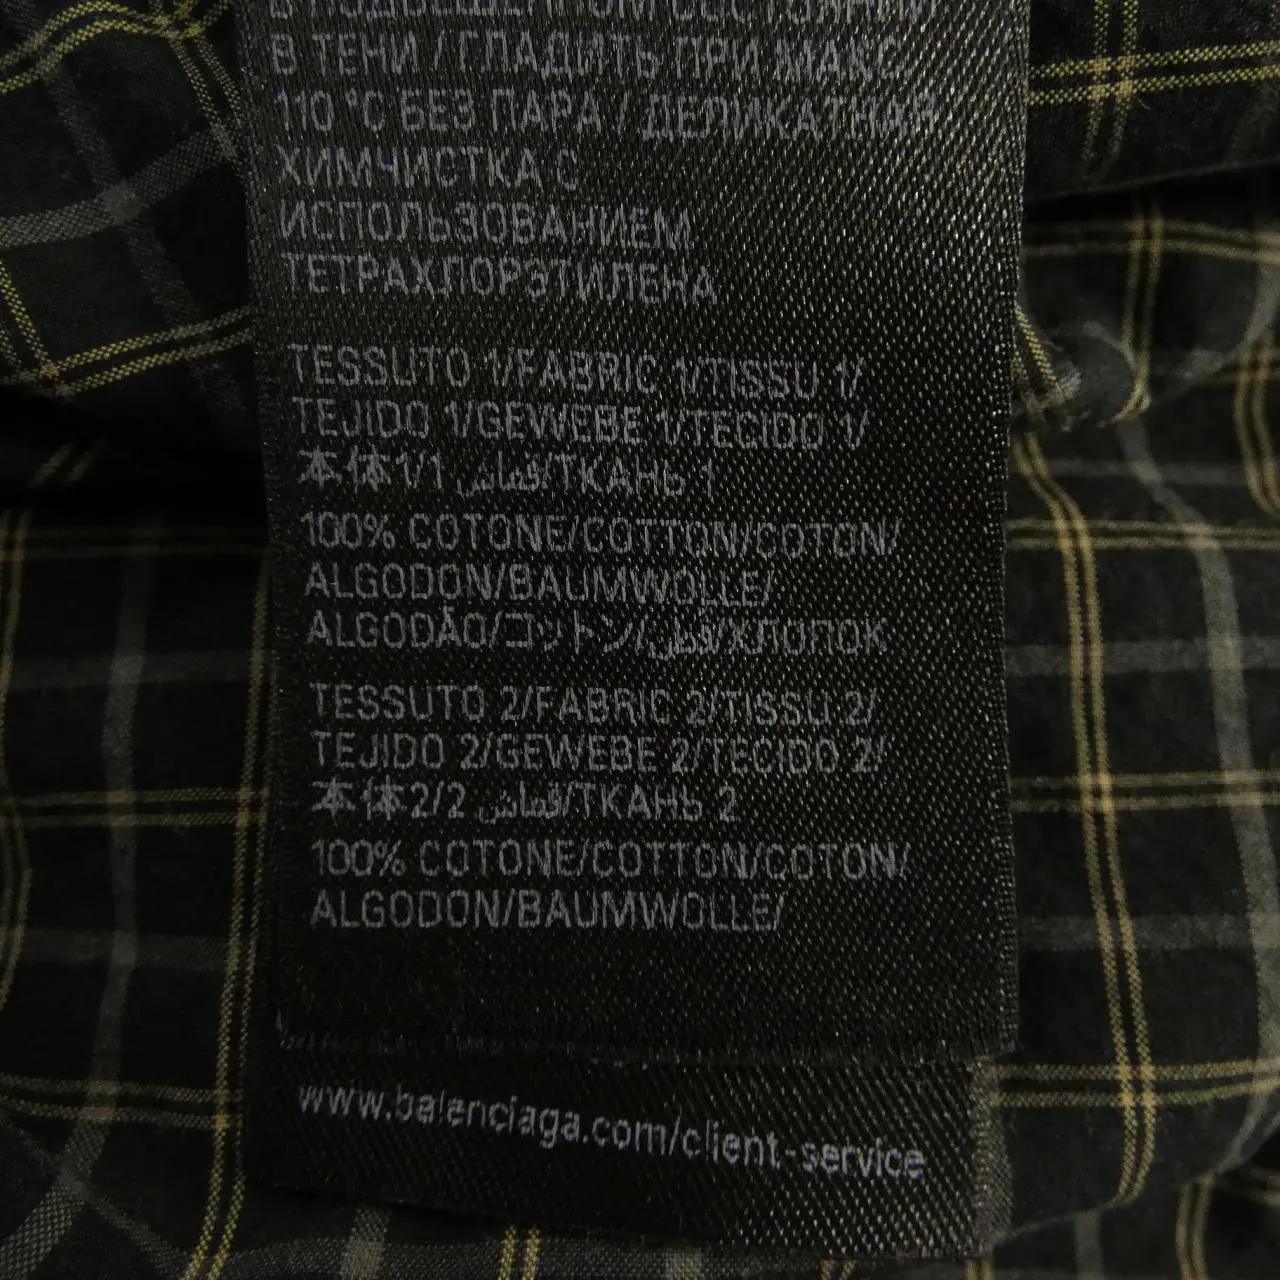 В ПОДВЕШЕННОМ СОСТОЯНИИ
В ТЕНИ / ГЛАДИТЬ ПРИ МАКС.
110 °C БЕЗ ПАРА / ДЕЛИКАТНАЯ
ХИМЧИСТКА С
ИСПОЛЬЗОВАНИЕМ
ТЕТРАХЛОРЭТИЛЕНА
TESSUTO 1/FABRIC 1/TISSU 1/
TEJIDO 1/GEWEBE 1/TECIDO 1/
本体1/1 قماش/ТКАНЬ 1
100% COTONE/COTTON/COTON/
ALGODON/BAUMWOLLE/
ALGODÃO/コットン/قطن/ХЛОПОК
TESSUTO 2/FABRIC 2/TISSU 2/
TEJIDO 2/GEWEBE 2/TECIDO 2/
本体2/2 قماش/ТКАНЬ 2
100% COTONE/COTTON/COTON/
ALGODON/BAUMWOLLE/
www.balenciaga.com/client-service